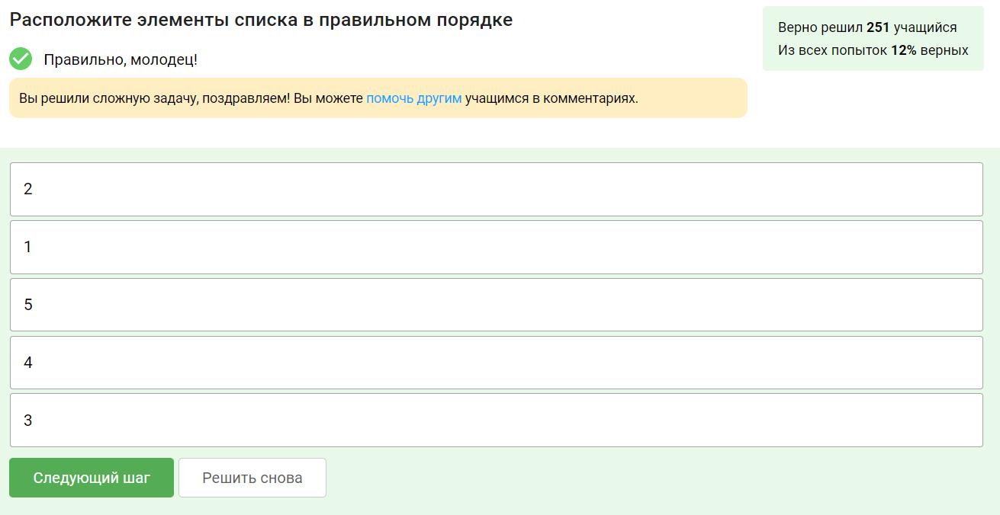 Расположите элементы списка в правильном порядке
Верно решил 251 учащийся
Из всех попыток 12% верных
Правильно, молодец!
Вы решили сложную задачу, поздравляем! Вы можете помочь другим учащимся в комментариях.
2
1
5
4
3
Следующий шаг
Решить снова